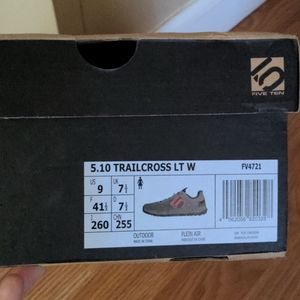 FIVE TEN
5.10 TRAILCROSS LT W FV4721
US 9 UK 7½
F 41⅓ D 7½
J 260 CHN 255
OUTDOOR PLEIN AIR